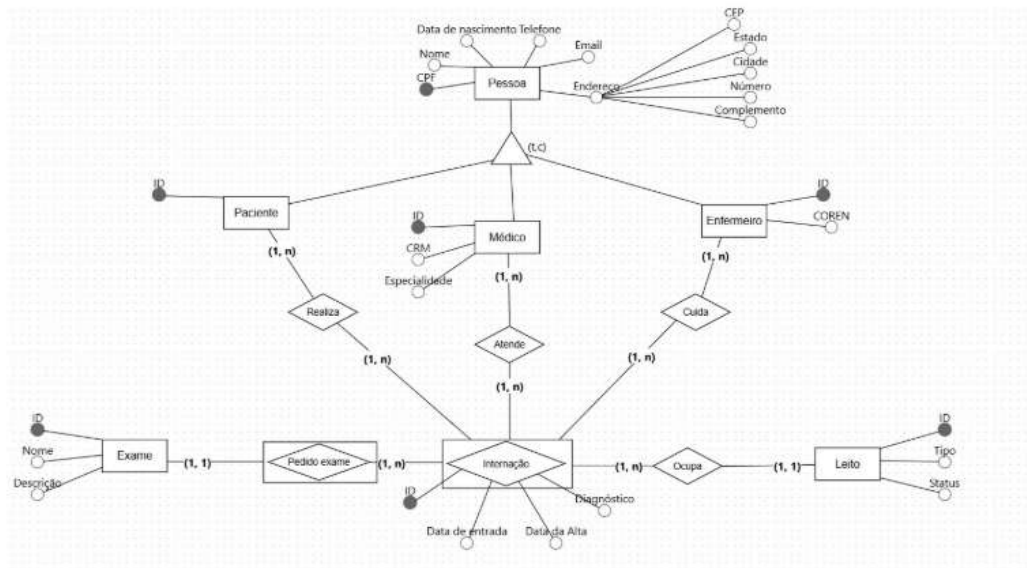 CEP
Data de nascimento Telefone
Estado
Nome
Email
Cidade
CPF
Pessoa
Endereço
Número
Complemento
(t,c)
ID
Paciente
ID
Médico
CRM
Especialidade
ID
Enfermeiro
COREN
(1, n)
(1, n)
(1, n)
Realiza
Atende
Cuida
(1, n)
(1, n)
(1, n)
ID
Exame
Nome
Descrição
(1, 1)
Pedido exame
(1, n)
Internação
(1, n)
Ocupa
(1, 1)
Leito
ID
Tipo
Status
ID
Diagnóstico
Data de entrada
Data da Alta